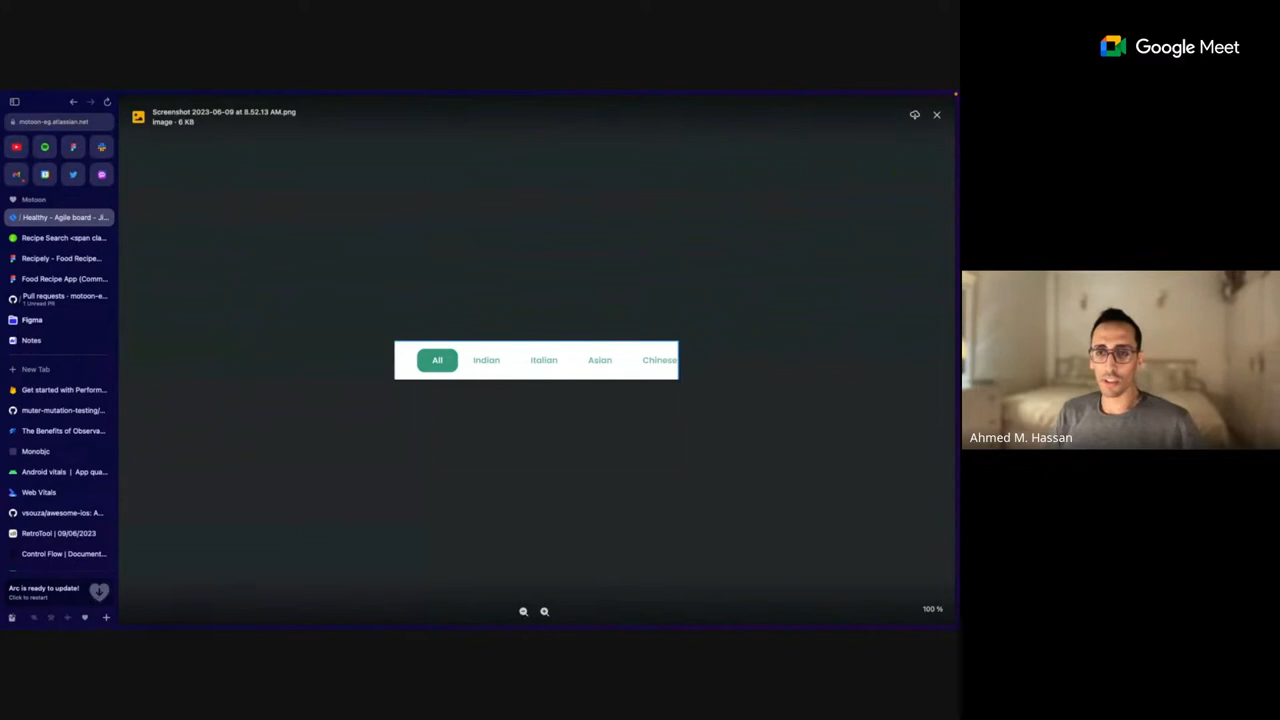 Google Meet
motoon-eg.atlassian.net
Motoon
/ Healthy - Agile board - Ji...
Recipe Search <span cla...
Recipely - Food Recipe...
Food Recipe App (Comm...
/ Pull requests · motoon-e...
1 Unread PR
Figma
Notes
New Tab
Get started with Perform...
muter-mutation-testing/...
The Benefits of Observa...
Monobjc
Android vitals | App qua...
Web Vitals
vsouza/awesome-ios: A...
RetroTool | 09/06/2023
Control Flow | Document...
Arc is ready to update!
Click to restart
Screenshot 2023-06-09 at 8.52.13 AM.png
image · 6 KB
All Indian Italian Asian Chinese
100 %
Ahmed M. Hassan